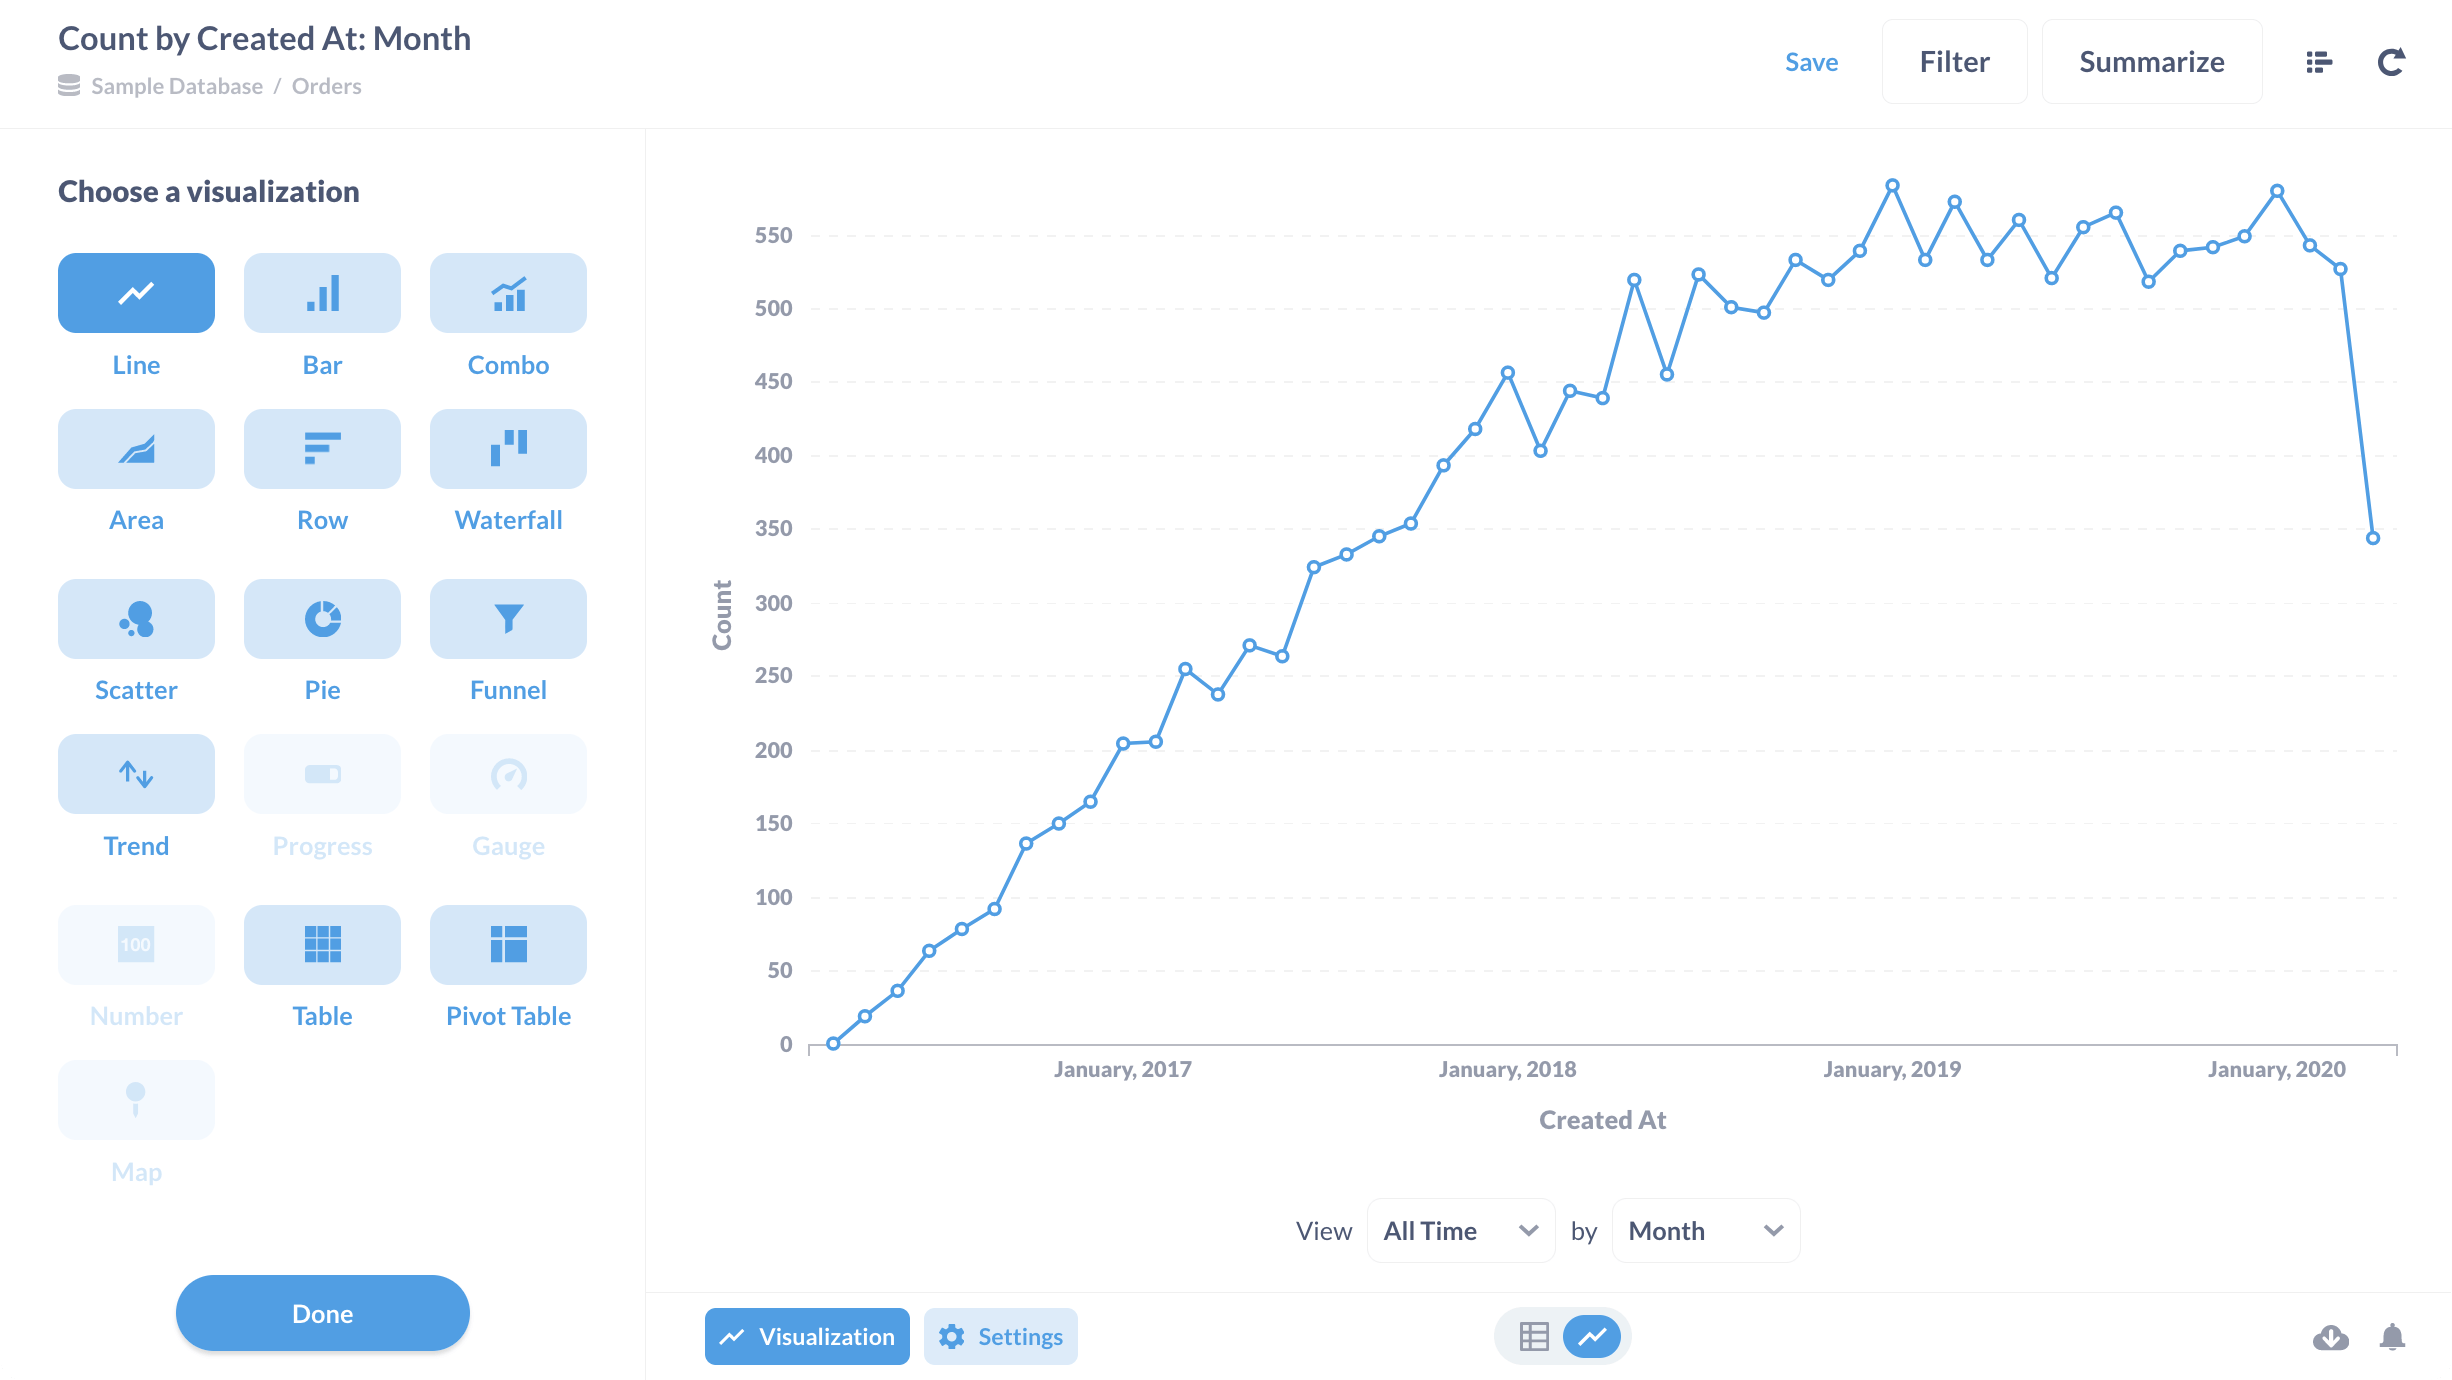 Count by Created At: Month
Sample Database / Orders
Save
Filter
Summarize
Choose a visualization
Line
Bar
Combo
Area
Row
Waterfall
Scatter
Pie
Funnel
Trend
Progress
Gauge
100
Number
Table
Pivot Table
Map
Done
Count
550
500
450
400
350
300
250
200
150
100
50
0
January, 2017
January, 2018
January, 2019
January, 2020
Created At
View All Time by Month
Visualization
Settings